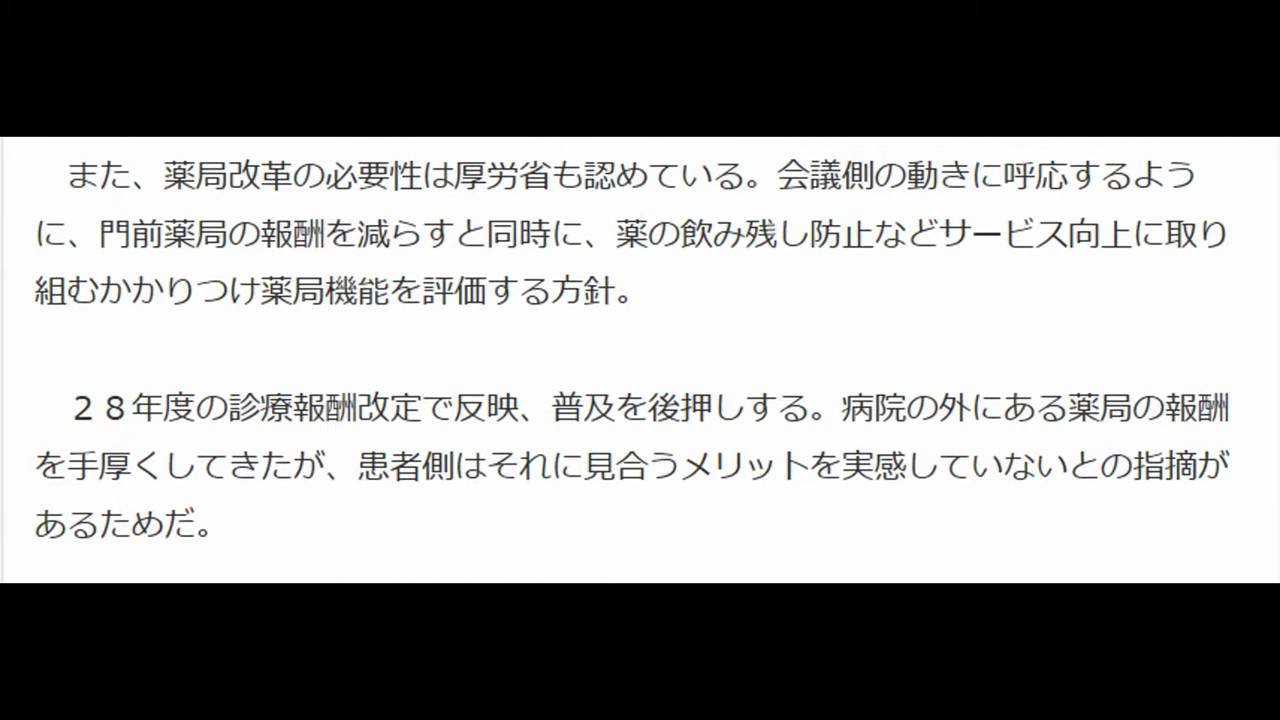 また、薬局改革の必要性は厚労省も認めている。会議側の動きに呼応するよう
に、門前薬局の報酬を減らすと同時に、薬の飲み残し防止などサービス向上に取り
組むかかりつけ薬局機能を評価する方針。
２８年度の診療報酬改定で反映、普及を後押しする。病院の外にある薬局の報酬
を手厚くしてきたが、患者側はそれに見合うメリットを実感していないとの指摘が
あるためだ。